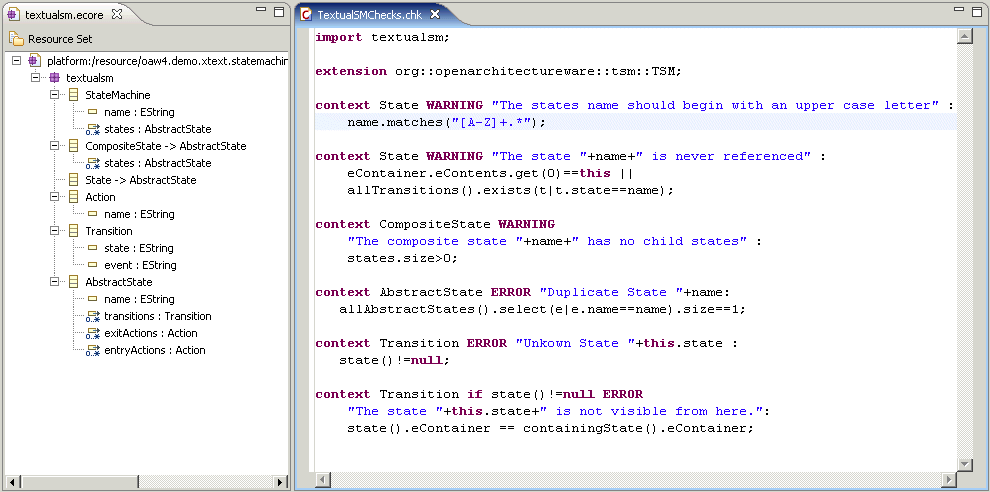 textualsm.ecore
Resource Set
platform:/resource/oaw4.demo.xtext.statemachin
textualsm
StateMachine
name : EString
states : AbstractState
CompositeState -> AbstractState
states : AbstractState
State -> AbstractState
Action
name : EString
Transition
state : EString
event : EString
AbstractState
name : EString
transitions : Transition
exitActions : Action
entryActions : Action
TextualSMChecks.chk
import textualsm;
extension org::openarchitectureware::tsm::TSM;
context State WARNING "The states name should begin with an upper case letter" :
name.matches("[A-Z]+.*");
context State WARNING "The state "+name+" is never referenced" :
eContainer.eContents.get(0)==this ||
allTransitions().exists(t|t.state==name);
context CompositeState WARNING
"The composite state "+name+" has no child states" :
states.size>0;
context AbstractState ERROR "Duplicate State "+name:
allAbstractStates().select(e|e.name==name).size==1;
context Transition ERROR "Unkown State "+this.state :
state()!=null;
context Transition if state()!=null ERROR
"The state "+this.state+" is not visible from here.":
state().eContainer == containingState().eContainer;